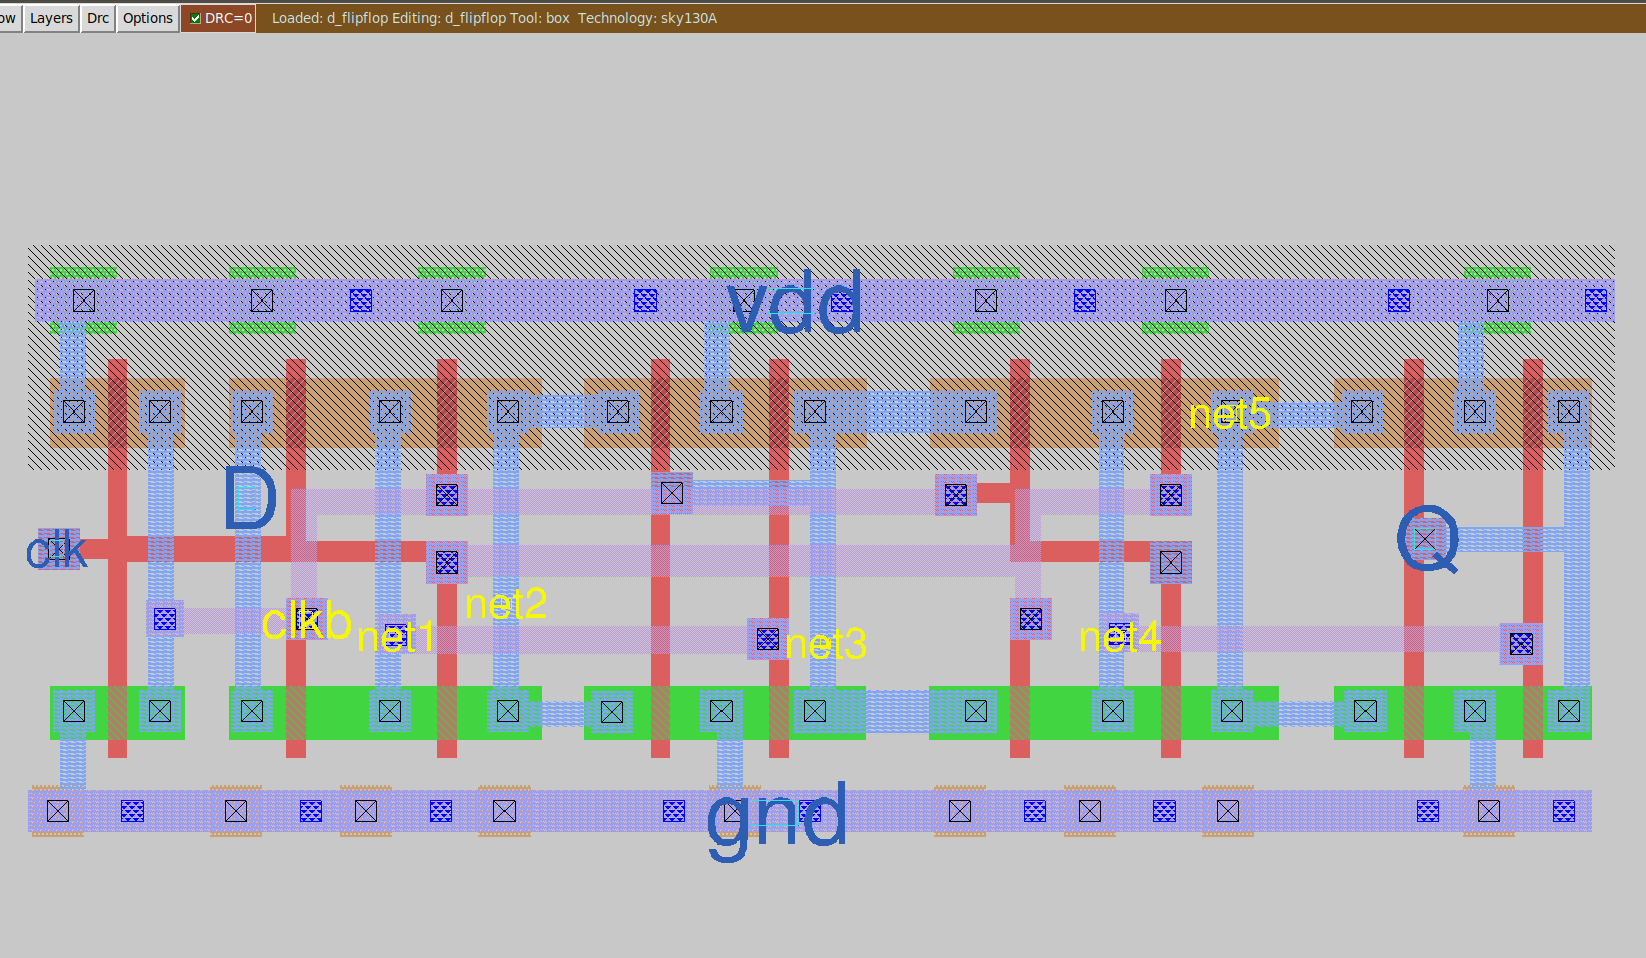 ow Layers Drc Options DRC=0 Loaded: d_flipflop Editing: d_flipflop Tool: box Technology: sky130A
vdd
net5
D
Q
clk
net2
clkb net1 net3 net4
gnd